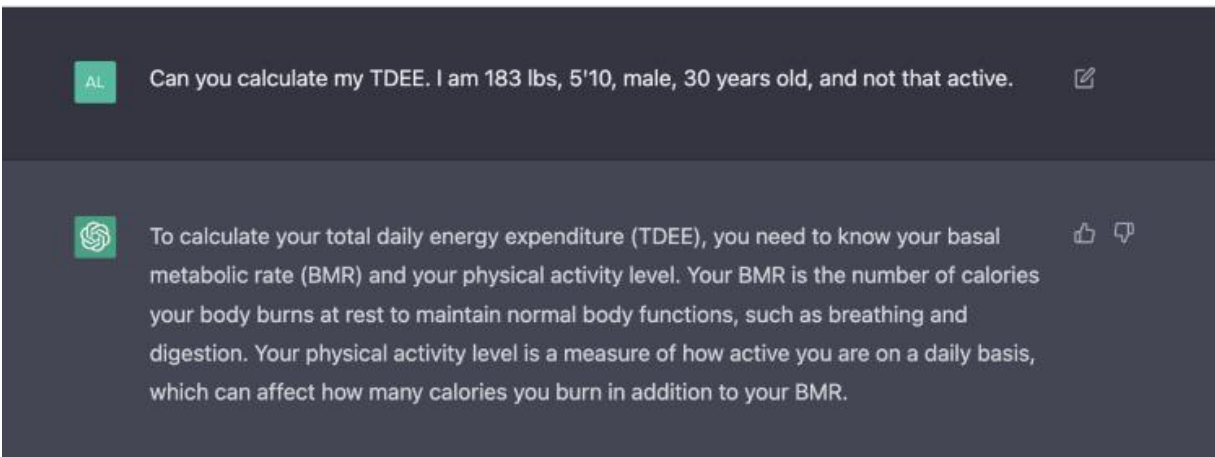 AL
Can you calculate my TDEE. I am 183 lbs, 5'10, male, 30 years old, and not that active.
To calculate your total daily energy expenditure (TDEE), you need to know your basal
metabolic rate (BMR) and your physical activity level. Your BMR is the number of calories
your body burns at rest to maintain normal body functions, such as breathing and
digestion. Your physical activity level is a measure of how active you are on a daily basis,
which can affect how many calories you burn in addition to your BMR.